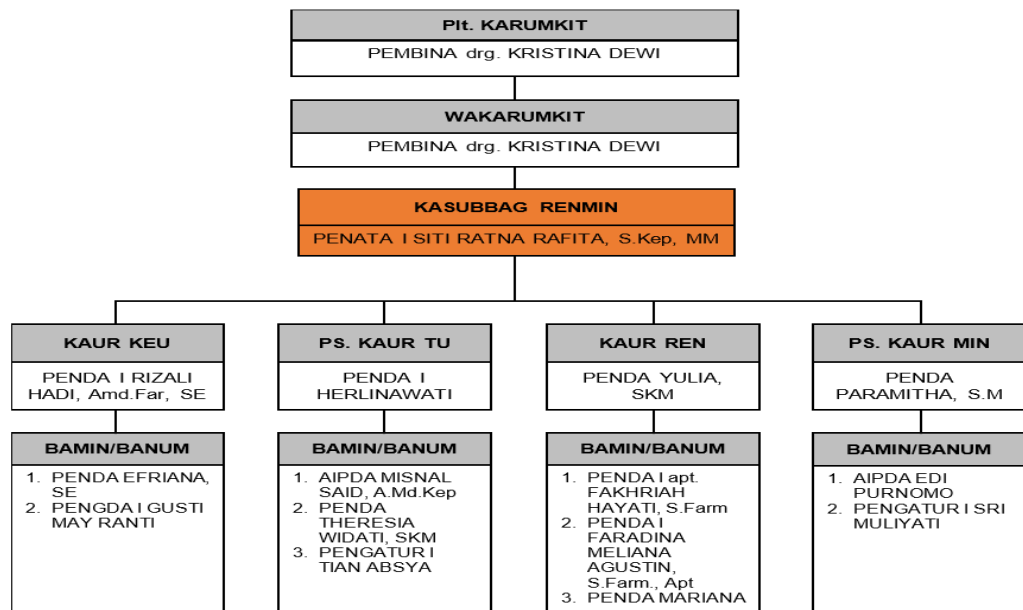 Plt. KARUMKIT
PEMBINA drg. KRISTINA DEWI
WAKARUMKIT
PEMBINA drg. KRISTINA DEWI
KASUBBAG RENMIN
PENATA I SITI RATNA RAFITA, S.Kep, MM
KAUR KEU
PENDA I RIZALI
HADI, Amd.Far, SE
BAMIN/BANUM
1. PENDA EFRIANA,
SE
2. PENGDA I GUSTI
MAY RANTI
PS. KAUR TU
PENDA I
HERLINAWATI
BAMIN/BANUM
1. AIPDA MISNAL
SAID, A.Md.Kep
2. PENDA
THERESIA
WIDATI, SKM
3. PENGATUR I
TIAN ABSYA
KAUR REN
PENDA YULIA,
SKM
BAMIN/BANUM
1. PENDA I apt.
FAKHRIAH
HAYATI, S.Farm
2. PENDA I
FARADINA
MELIANA
AGUSTIN,
S.Farm., Apt
3. PENDA MARIANA
PS. KAUR MIN
PENDA
PARAMITHA, S.M
BAMIN/BANUM
1. AIPDA EDI
PURNOMO
2. PENGATUR I SRI
MULIYATI